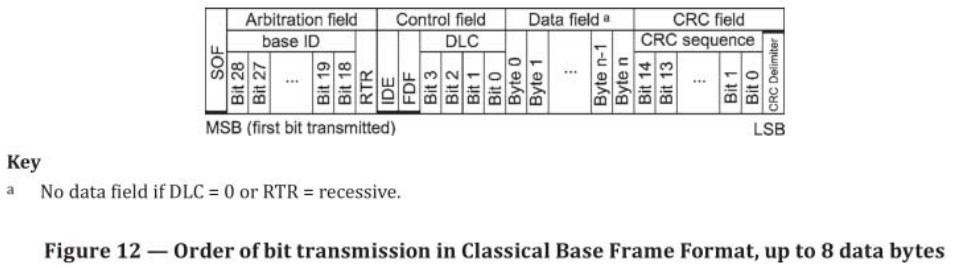 Arbitration field Control field Data field a CRC field
base ID DLC CRC sequence
SOF Bit 28 Bit 27 ... Bit 19 Bit 18 RTR IDE FDF Bit 3 Bit 2 Bit 1 Bit 0 Byte 0 Byte 1 ... Byte n-1 Byte n Bit 14 Bit 13 ... Bit 1 Bit 0 CRC Delimiter
MSB (first bit transmitted) LSB
Key
a No data field if DLC = 0 or RTR = recessive.
Figure 12 — Order of bit transmission in Classical Base Frame Format, up to 8 data bytes